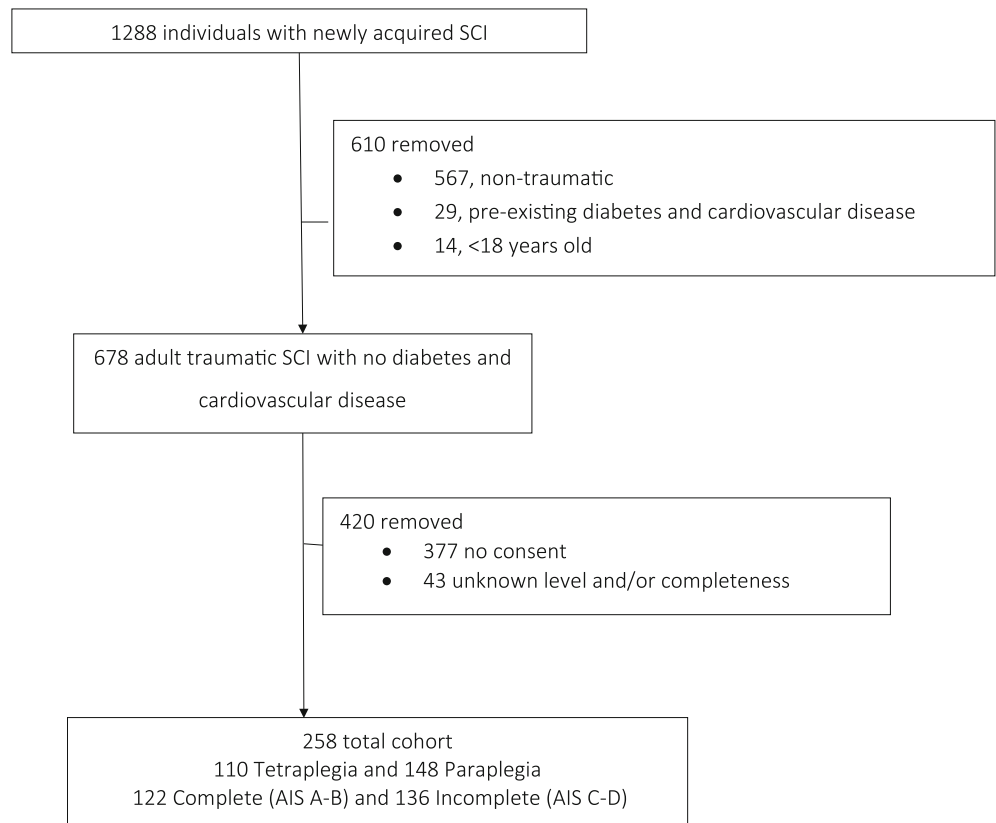 1288 individuals with newly acquired SCI
610 removed
• 567, non-traumatic
• 29, pre-existing diabetes and cardiovascular disease
• 14, <18 years old
678 adult traumatic SCI with no diabetes and
cardiovascular disease
420 removed
• 377 no consent
• 43 unknown level and/or completeness
258 total cohort
110 Tetraplegia and 148 Paraplegia
122 Complete (AIS A-B) and 136 Incomplete (AIS C-D)